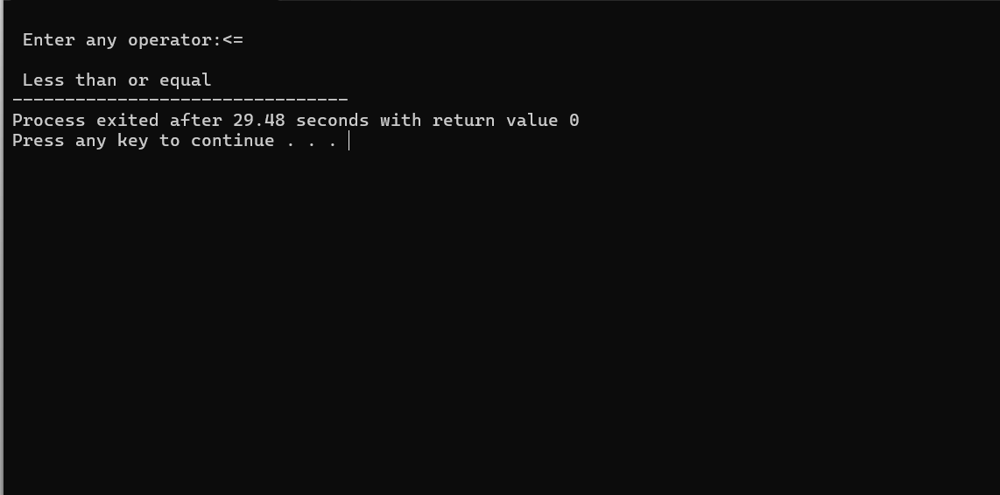 Enter any operator:<=
Less than or equal
--------------------------------
Process exited after 29.48 seconds with return value 0
Press any key to continue . . .